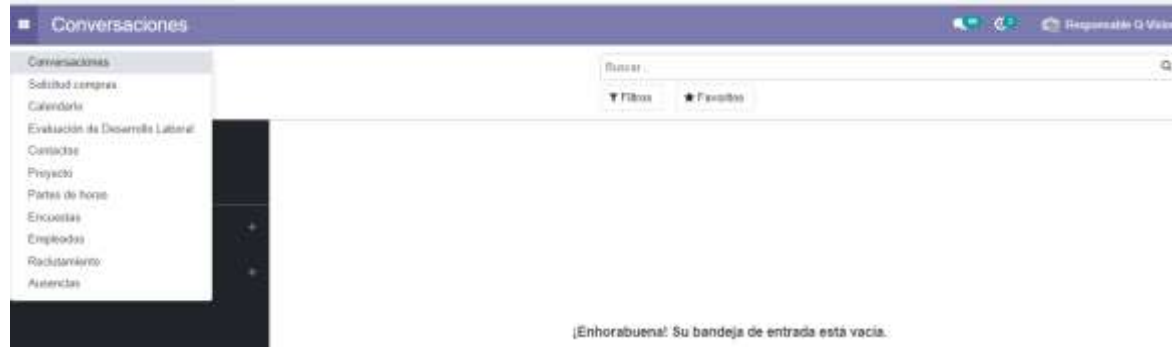 Conversaciones
Responsable Q-Vision
Conversaciones
Solicitud compras
Calendario
Evaluación de Desarrollo Laboral
Contactos
Proyecto
Partes de horas
Encuestas
Empleados
Reclutamiento
Ausencias
Buscar...
Filtros
Favoritos
¡Enhorabuena! Su bandeja de entrada está vacía.